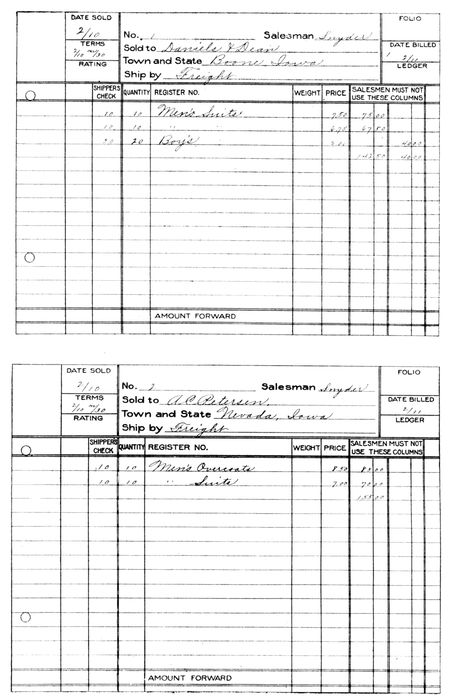 DATE SOLD
2/10
No. 1 Salesman Snyder
FOLIO
TERMS
2/10 n/30
Sold to Daniels & Dean
DATE BILLED
2/11
Town and State Boone, Iowa
RATING
Ship by Freight
LEDGER
SHIPPERS CHECK QUANTITY REGISTER NO. WEIGHT PRICE SALESMEN MUST NOT USE THESE COLUMNS
10 10 Men's Suits 7.50 75.00
10 10 " 6.75 67.50
20 20 Boy's 40.00
142.50 40.00
AMOUNT FORWARD
DATE SOLD
2/10
No. 2 Salesman Snyder
FOLIO
TERMS
2/10 n/30
Sold to A.C. Petersen,
DATE BILLED
2/11
Town and State Nevada, Iowa
RATING
Ship by Freight
LEDGER
SHIPPERS CHECK QUANTITY REGISTER NO. WEIGHT PRICE SALESMEN MUST NOT USE THESE COLUMNS
10 10 Men's Overcoats 8.50 85.00
10 10 " Suits 7.00 70.00
155.00
AMOUNT FORWARD